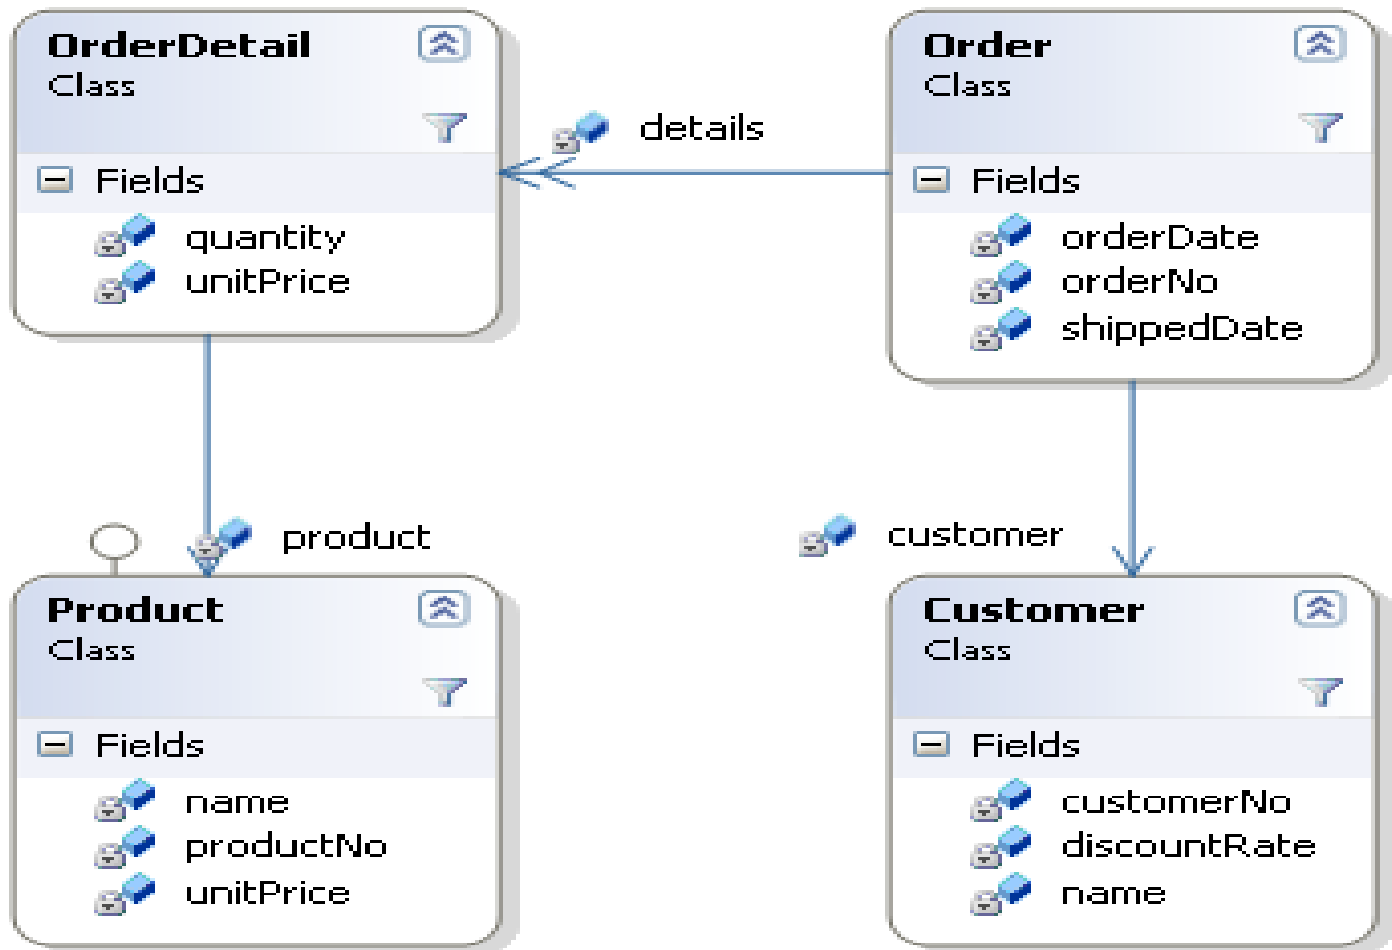 OrderDetail
Class
Fields
quantity
unitPrice
details
Order
Class
Fields
orderDate
orderNo
shippedDate
product
customer
Product
Class
Fields
name
productNo
unitPrice
Customer
Class
Fields
customerNo
discountRate
name